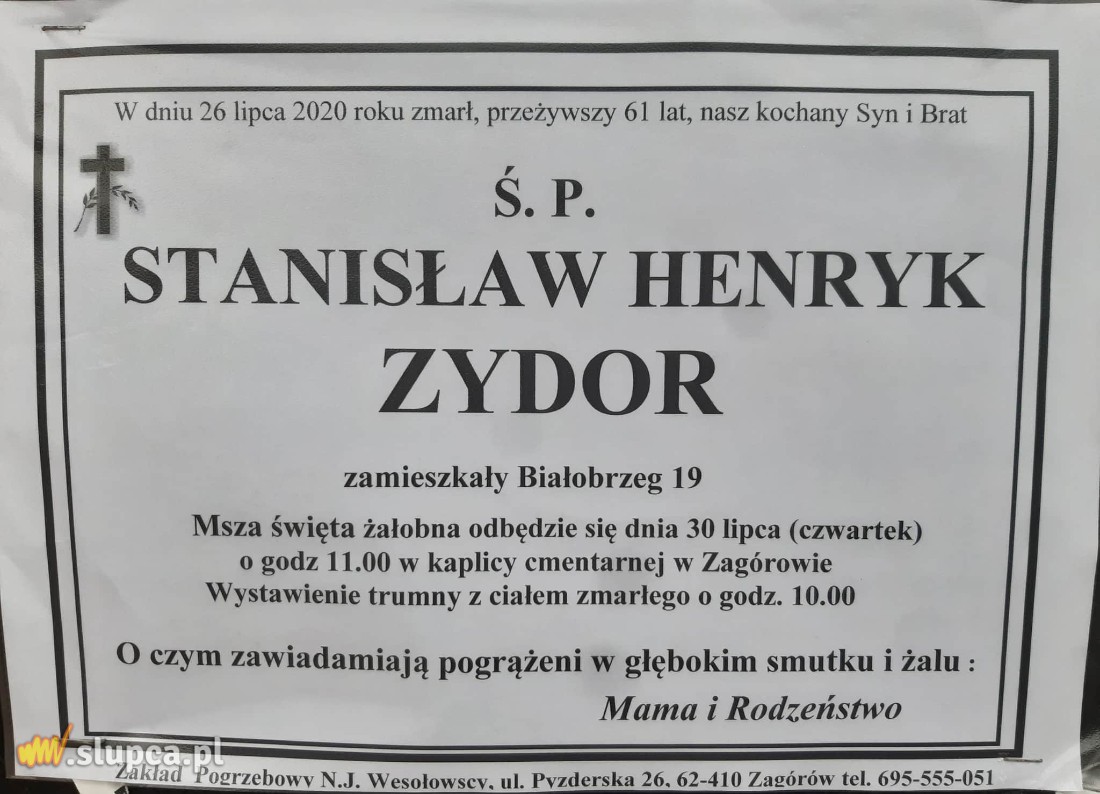 W dniu 26 lipca 2020 roku zmarł, przeżywszy 61 lat, nasz kochany Syn i Brat
Ś. P.
STANISŁAW HENRYK
ZYDOR
zamieszkały Białobrzeg 19
Msza święta żałobna odbędzie się dnia 30 lipca (czwartek)
o godz 11.00 w kaplicy cmentarnej w Zagórowie
Wystawienie trumny z ciałem zmarłego o godz. 10.00
O czym zawiadamiają pogrążeni w głębokim smutku i żalu :
Mama i Rodzeństwo
.slupca.pl
Zakład Pogrzebowy N.J. Wesołowscy, ul. Pyzderska 26, 62-410 Zagórów tel. 695-555-051